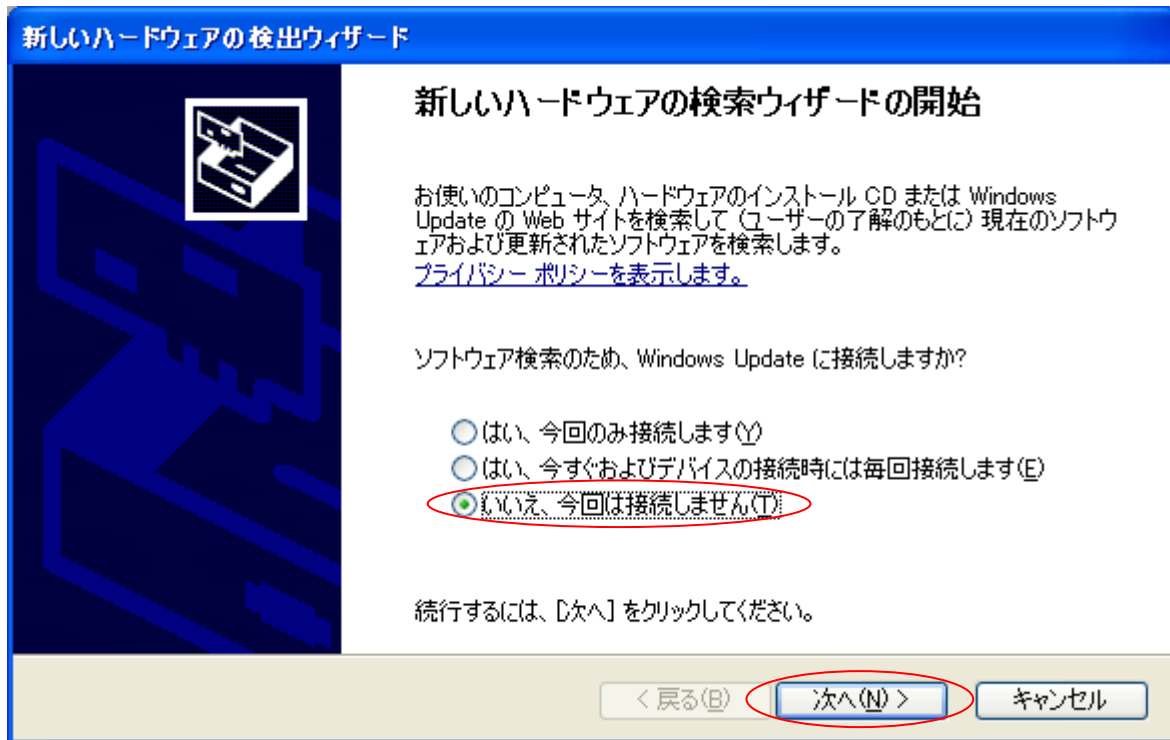 新しいハードウェアの検出ウィザード
新しいハードウェアの検索ウィザードの開始
お使いのコンピュータ、ハードウェアのインストール CD または Windows
Update の Web サイトを検索して (ユーザーの了解のもとに) 現在のソフトウ
ェアおよび更新されたソフトウェアを検索します。
プライバシー ポリシーを表示します。
ソフトウェア検索のため、Windows Update に接続しますか?
はい、今回のみ接続します(Y)
はい、今すぐおよびデバイスの接続時には毎回接続します(E)
いいえ、今回は接続しません(T)
続行するには、[次へ] をクリックしてください。
< 戻る(B) 次へ(N) > キャンセル